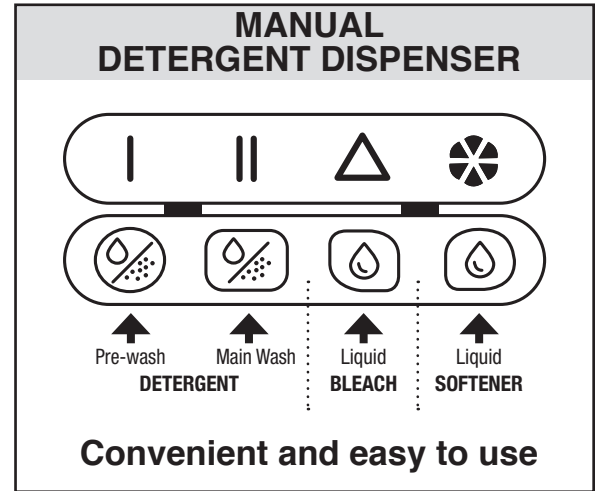 MANUAL
DETERGENT DISPENSER
Pre-wash Main Wash Liquid Liquid
DETERGENT BLEACH SOFTENER
Convenient and easy to use